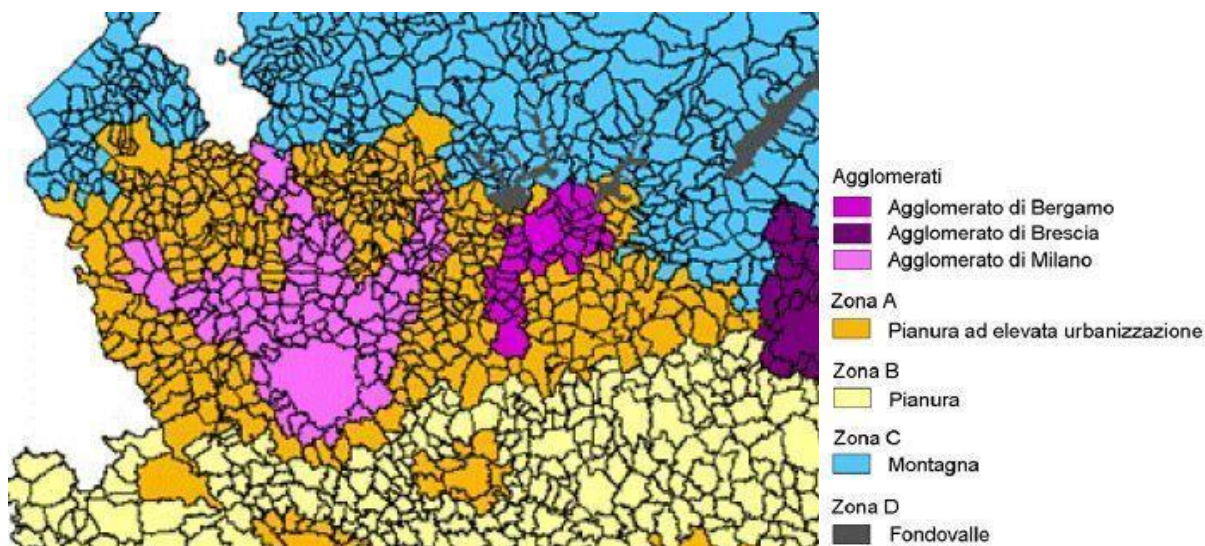 Agglomerati
Agglomerato di Bergamo
Agglomerato di Brescia
Agglomerato di Milano
Zona A
Pianura ad elevata urbanizzazione
Zona B
Pianura
Zona C
Montagna
Zona D
Fondovalle